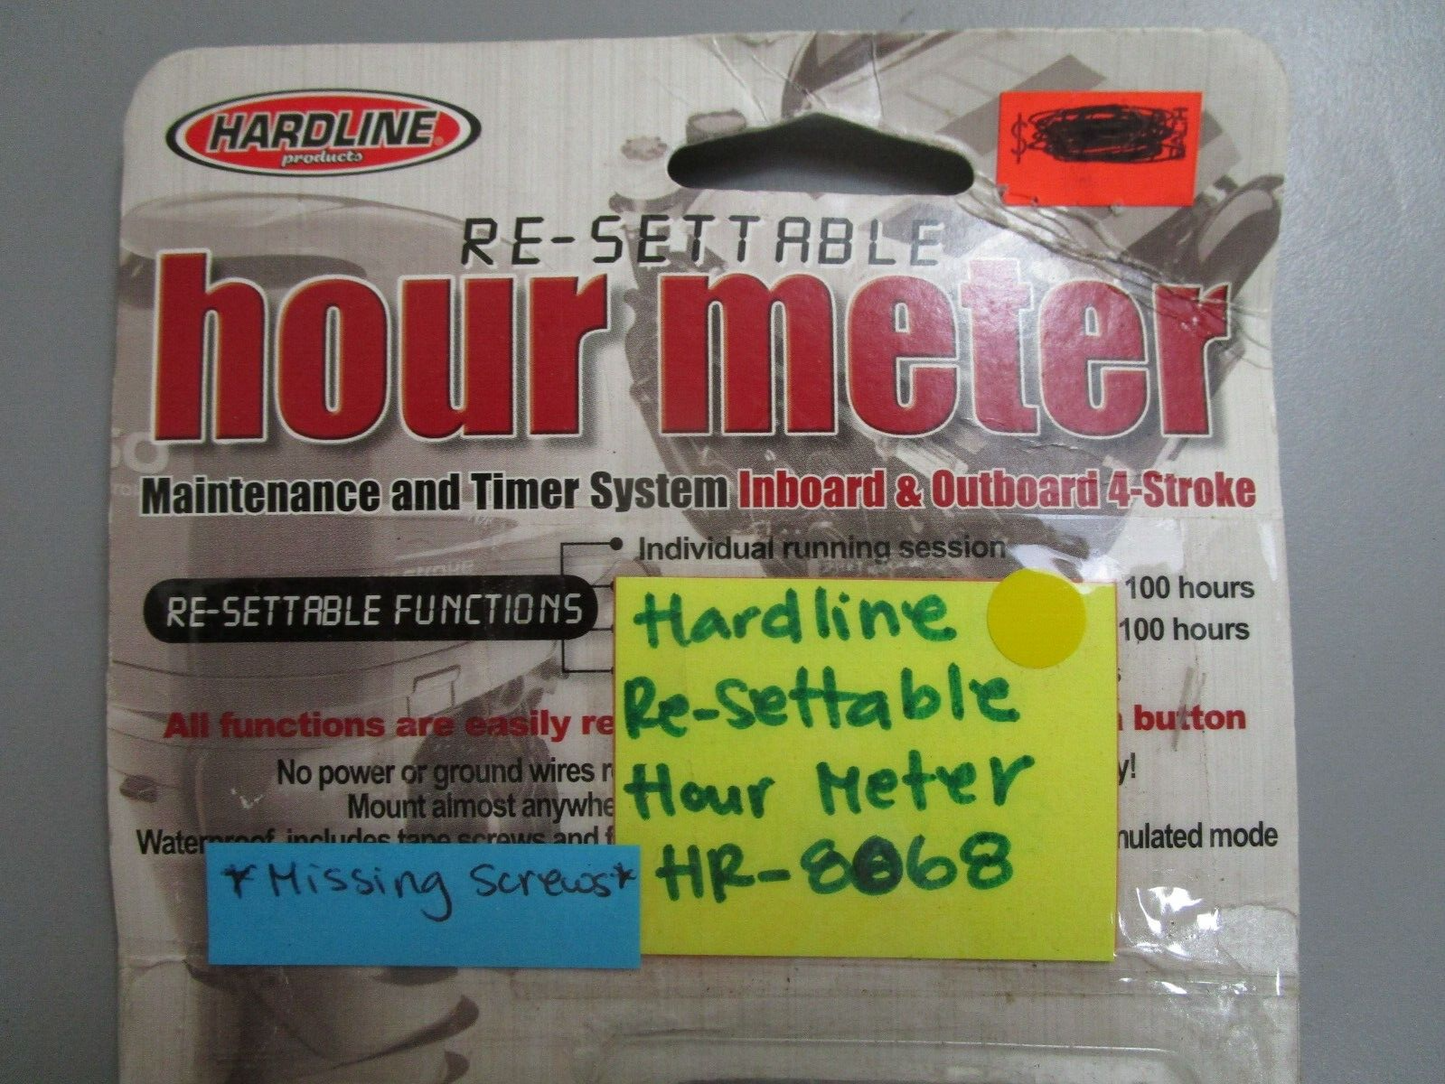 HARDLINE
products
$
RE-SETTABLE
hour meter
Maintenance and Timer System Inboard & Outboard 4-Stroke
Individual running session
RE-SETTABLE FUNCTIONS
100 hours
100 hours
All functions are easily re
a button
No power or ground wires r
y!
Mount almost anywhe
Waterproof, includes tape screws and f
mulated mode
Hardline
Re-Settable
Hour Meter
HR-8068
*Missing Screws*